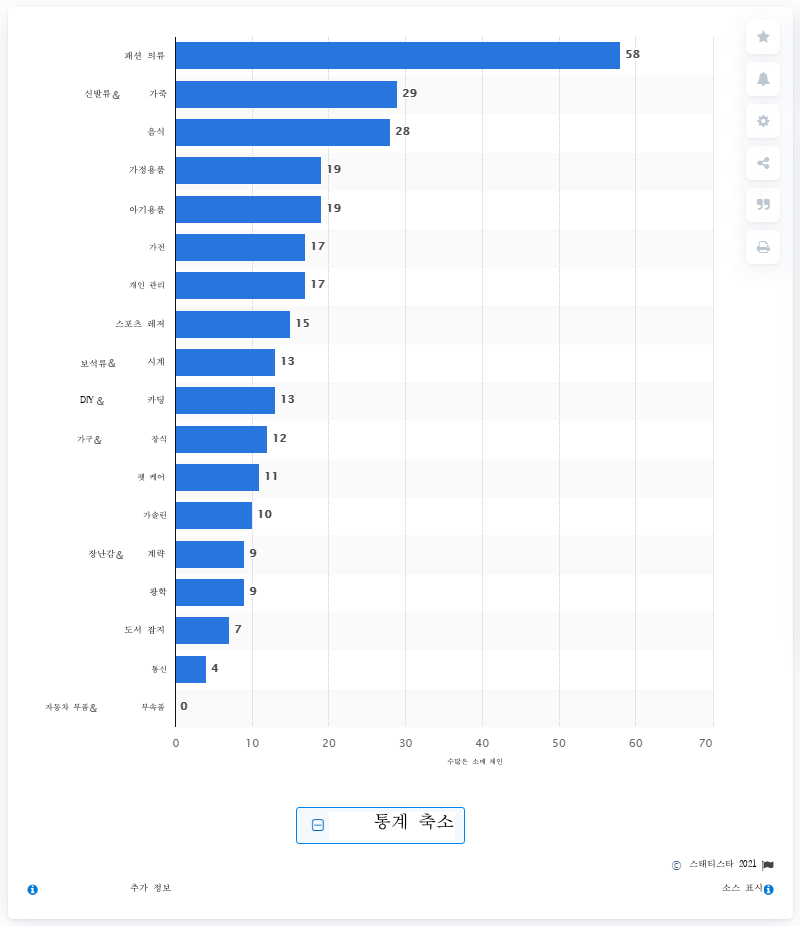 패션 의류 58
신발류 & 가죽 29
음식 28
가정용품 19
아기용품 19
가전 17
개인 관리 17
스포츠 레저 15
보석류 & 시계 13
DIY & 카딩 13
가구 & 장식 12
펫 케어 11
가솔린 10
장난감 & 계략 9
광학 9
도서 잡지 7
통신 4
자동차 부품 & 부속품 0
0 10 20 30 40 50 60 70
수많은 소매 체인
통계 축소
© 스태티스타 2021
추가 정보 소스 표시